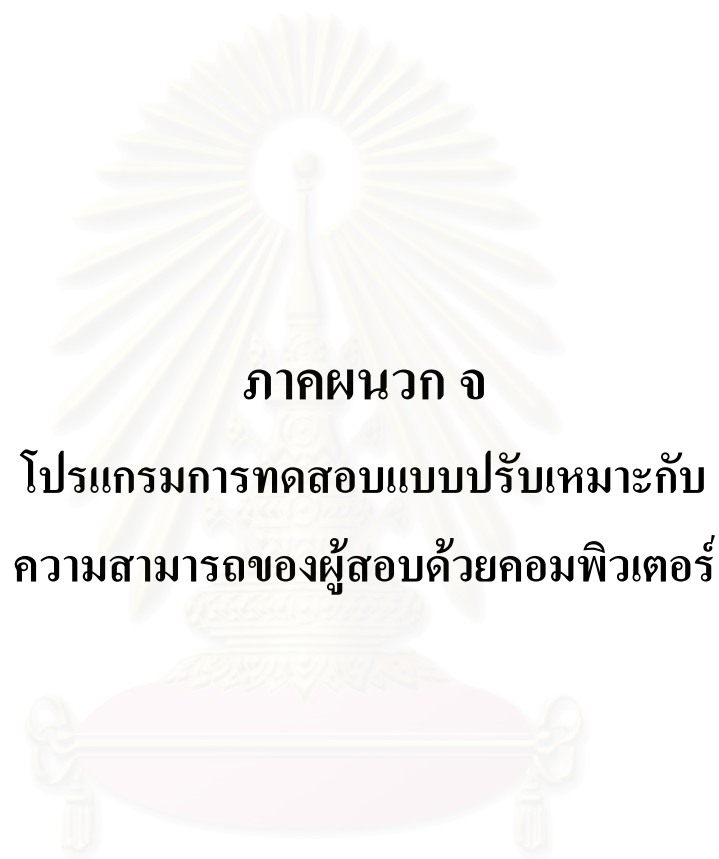 ภาคผนวก จ
โปรแกรมการทดสอบแบบปรับเหมาะกับ
ความสามารถของผู้สอบด้วยคอมพิวเตอร์